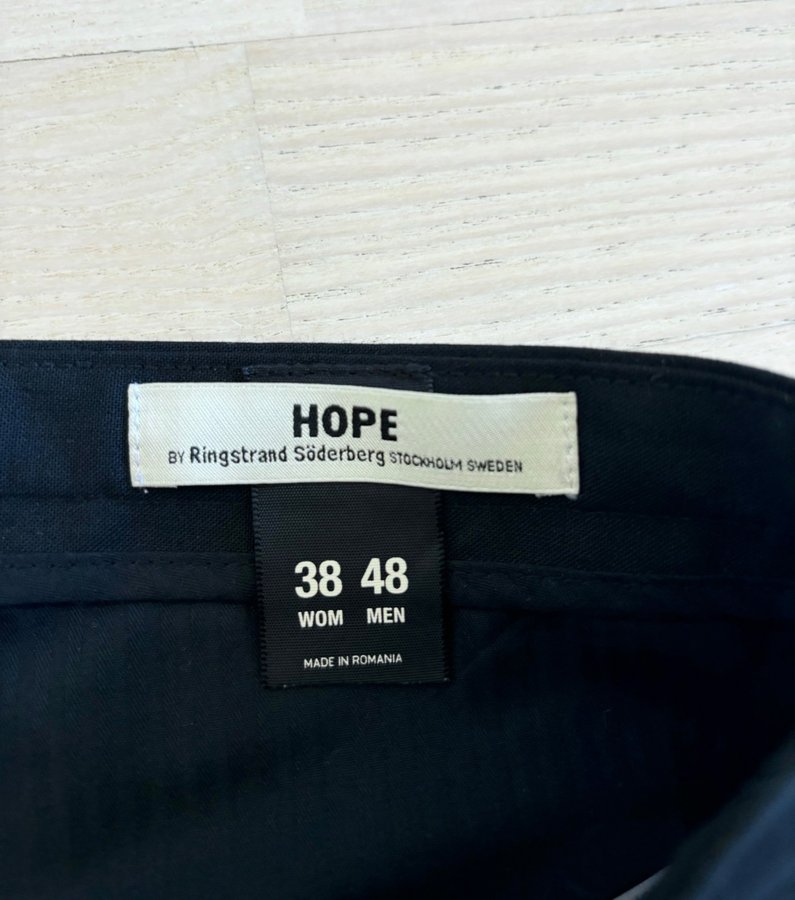 HOPE
BY Ringstrand Söderberg STOCKHOLM SWEDEN
38 48
WOM MEN
MADE IN ROMANIA